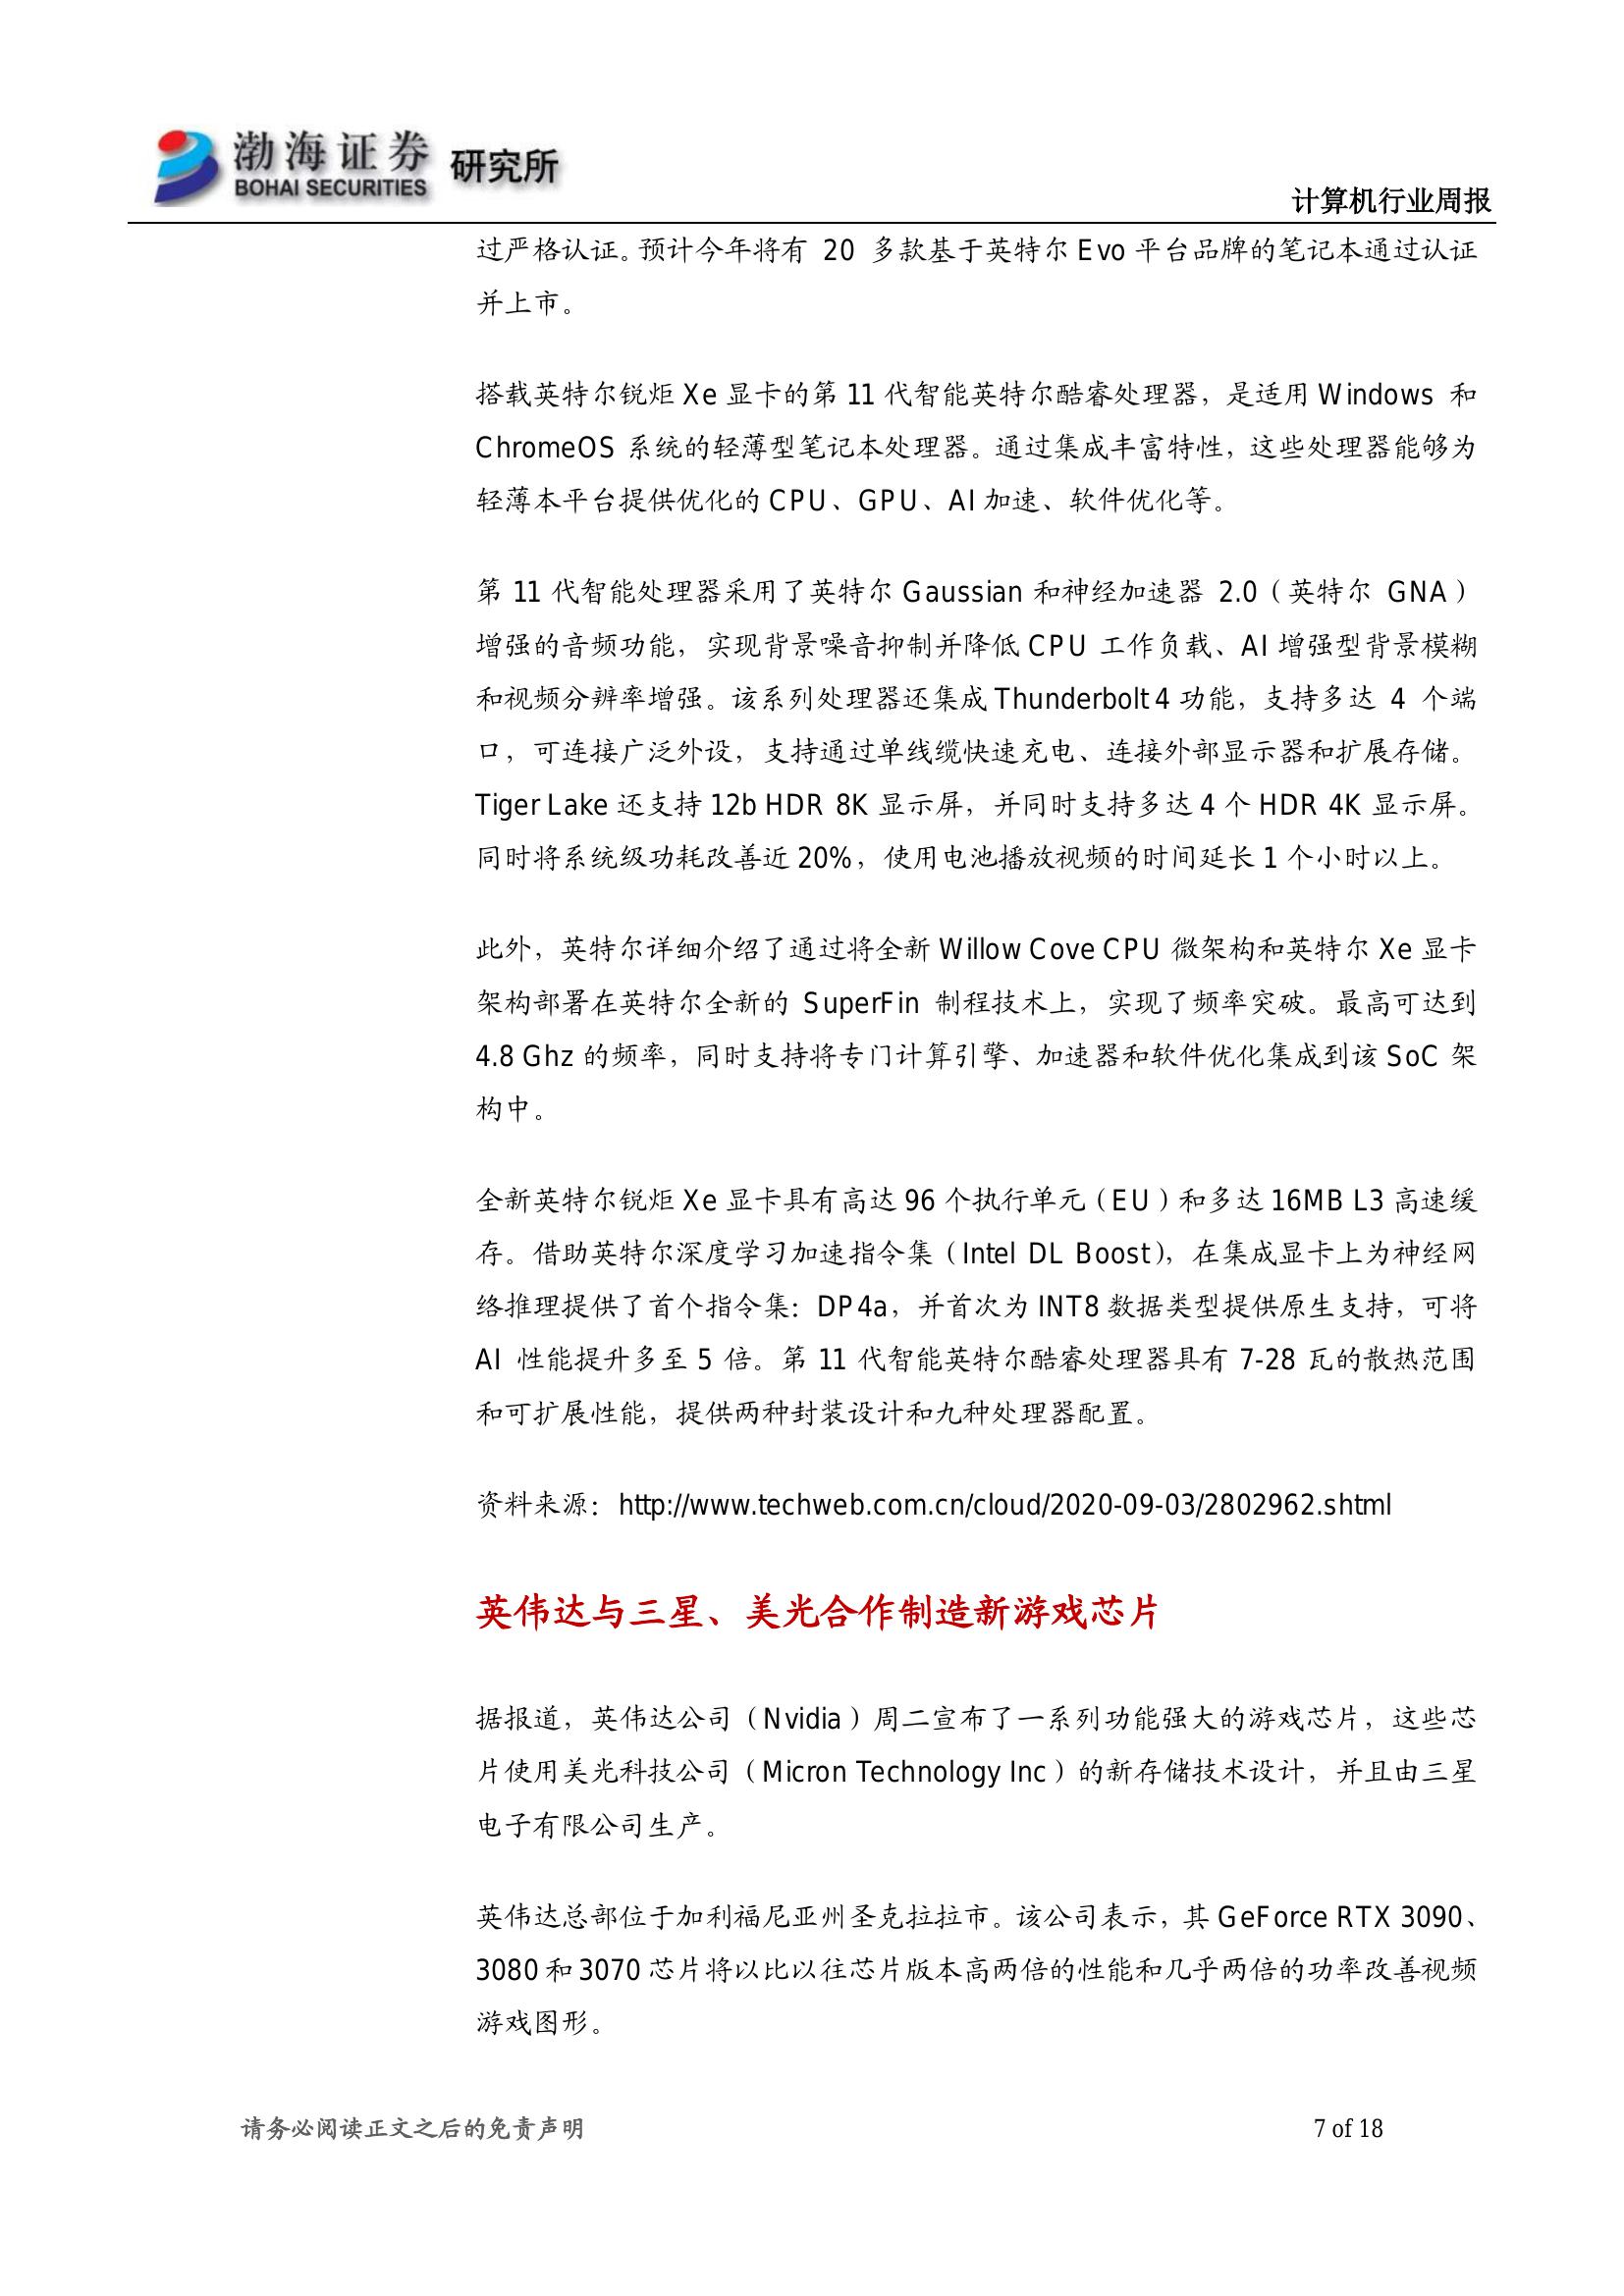 渤海证券 研究所
BOHAI SECURITIES
计算机行业周报
过严格认证。预计今年将有 20 多款基于英特尔 Evo 平台品牌的笔记本通过认证
并上市。
搭载英特尔锐炬 Xe 显卡的第 11 代智能英特尔酷睿处理器，是适用 Windows 和
ChromeOS 系统的轻薄型笔记本处理器。通过集成丰富特性，这些处理器能够为
轻薄本平台提供优化的 CPU、GPU、AI 加速、软件优化等。
第 11 代智能处理器采用了英特尔 Gaussian 和神经加速器 2.0（英特尔 GNA）
增强的音频功能，实现背景噪音抑制并降低 CPU 工作负载、AI 增强型背景模糊
和视频分辨率增强。该系列处理器还集成 Thunderbolt 4 功能，支持多达 4 个端
口，可连接广泛外设，支持通过单线缆快速充电、连接外部显示器和扩展存储。
Tiger Lake 还支持 12b HDR 8K 显示屏，并同时支持多达 4 个 HDR 4K 显示屏。
同时将系统级功耗改善近 20%，使用电池播放视频的时间延长 1 个小时以上。
此外，英特尔详细介绍了通过将全新 Willow Cove CPU 微架构和英特尔 Xe 显卡
架构部署在英特尔全新的 SuperFin 制程技术上，实现了频率突破。最高可达到
4.8 Ghz 的频率，同时支持将专门计算引擎、加速器和软件优化集成到该 SoC 架
构中。
全新英特尔锐炬 Xe 显卡具有高达 96 个执行单元（EU）和多达 16MB L3 高速缓
存。借助英特尔深度学习加速指令集（Intel DL Boost），在集成显卡上为神经网
络推理提供了首个指令集：DP4a，并首次为 INT8 数据类型提供原生支持，可将
AI 性能提升多至 5 倍。第 11 代智能英特尔酷睿处理器具有 7-28 瓦的散热范围
和可扩展性能，提供两种封装设计和九种处理器配置。
资料来源：http://www.techweb.com.cn/cloud/2020-09-03/2802962.shtml
英伟达与三星、美光合作制造新游戏芯片
据报道，英伟达公司（Nvidia）周二宣布了一系列功能强大的游戏芯片，这些芯
片使用美光科技公司（Micron Technology Inc）的新存储技术设计，并且由三星
电子有限公司生产。
英伟达总部位于加利福尼亚州圣克拉拉市。该公司表示，其 GeForce RTX 3090、
3080 和 3070 芯片将以比以往芯片版本高两倍的性能和几乎两倍的功率改善视频
游戏图形。
请务必阅读正文之后的免责声明
7 of 18